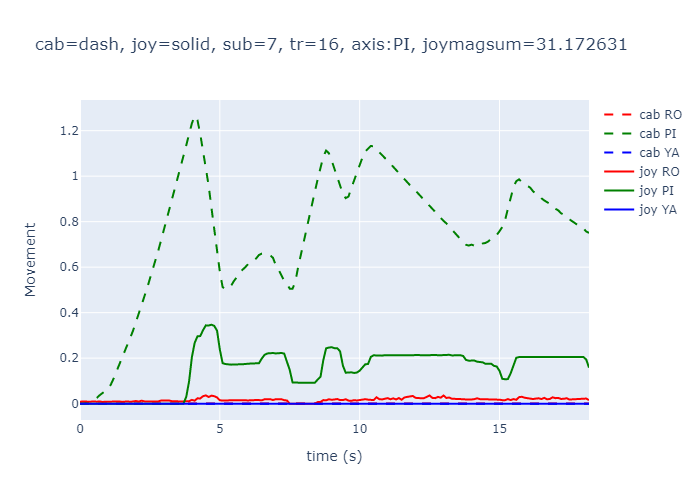 cab=dash, joy=solid, sub=7, tr=16, axis:PI, joymagsum=31.172631
cab RO
cab PI
cab YA
joy RO
joy PI
joy YA
Movement
1.2
1
0.8
0.6
0.4
0.2
0
0 5 10 15
time (s)